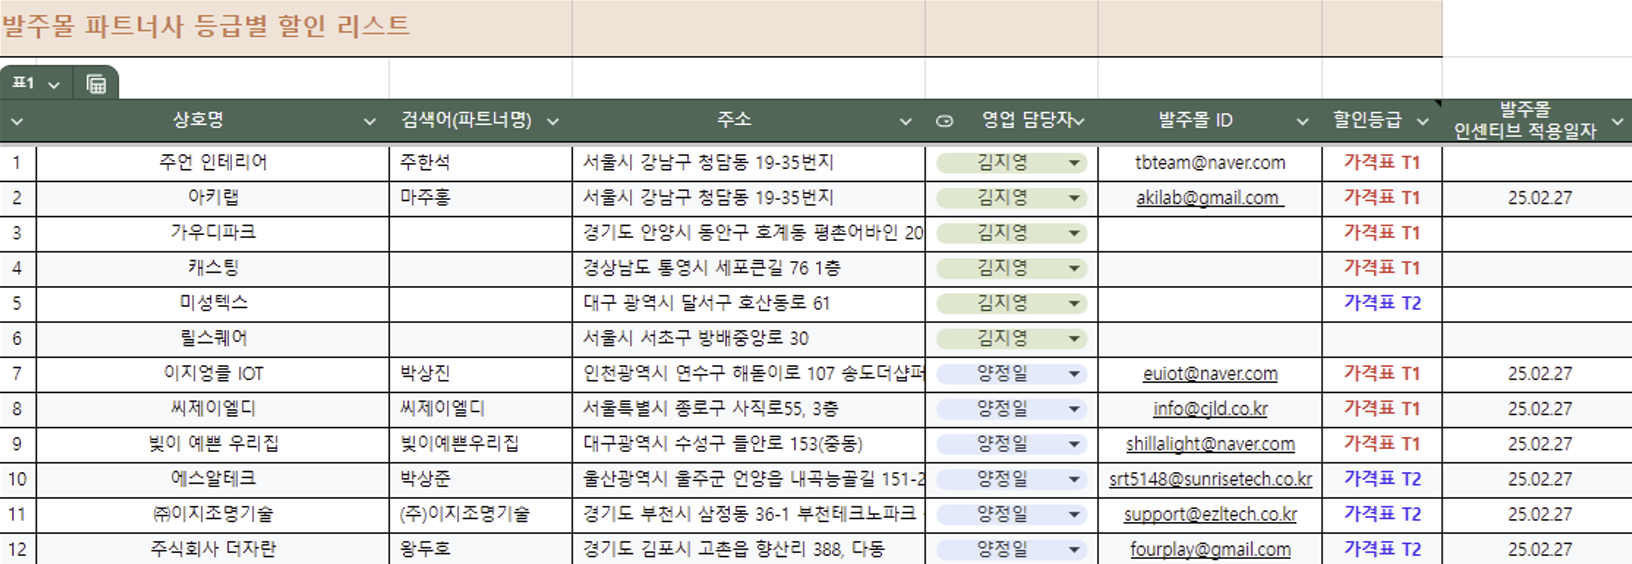 발주몰 파트너사 등급별 할인 리스트
표1
상호명 검색어(파트너명) 주소 영업 담당자 발주몰 ID 할인등급 발주몰 인센티브 적용일자
1 주언 인테리어 주한석 서울시 강남구 청담동 19-35번지 김지영 tbteam@naver.com 가격표 T1
2 아키랩 마주홍 서울시 강남구 청담동 19-35번지 김지영 akilab@gmail.com 가격표 T1 25.02.27
3 가우디파크 경기도 안양시 동안구 호계동 평촌어바인 20 김지영 가격표 T1
4 캐스팅 경상남도 통영시 세포큰길 76 1층 김지영 가격표 T1
5 미성텍스 대구 광역시 달서구 호산동로 61 김지영 가격표 T2
6 릴스퀘어 서울시 서초구 방배중앙로 30 김지영
7 이지엉클 IOT 박상진 인천광역시 연수구 해돋이로 107 송도더샵퍼 양정일 euiot@naver.com 가격표 T1 25.02.27
8 씨제이엘디 씨제이엘디 서울특별시 종로구 사직로55, 3층 양정일 info@cjld.co.kr 가격표 T1 25.02.27
9 빛이 예쁜 우리집 빛이예쁜우리집 대구광역시 수성구 들안로 153(중동) 양정일 shillalight@naver.com 가격표 T1 25.02.27
10 에스알테크 박상준 울산광역시 울주군 언양읍 내곡능골길 151-2 양정일 srt5148@sunrisetech.co.kr 가격표 T2 25.02.27
11 ㈜이지조명기술 (주)이지조명기술 경기도 부천시 삼정동 36-1 부천테크노파크 양정일 support@ezltech.co.kr 가격표 T2 25.02.27
12 주식회사 더자란 왕두호 경기도 김포시 고촌읍 향산리 388, 다동 양정일 fourplay@gmail.com 가격표 T2 25.02.27